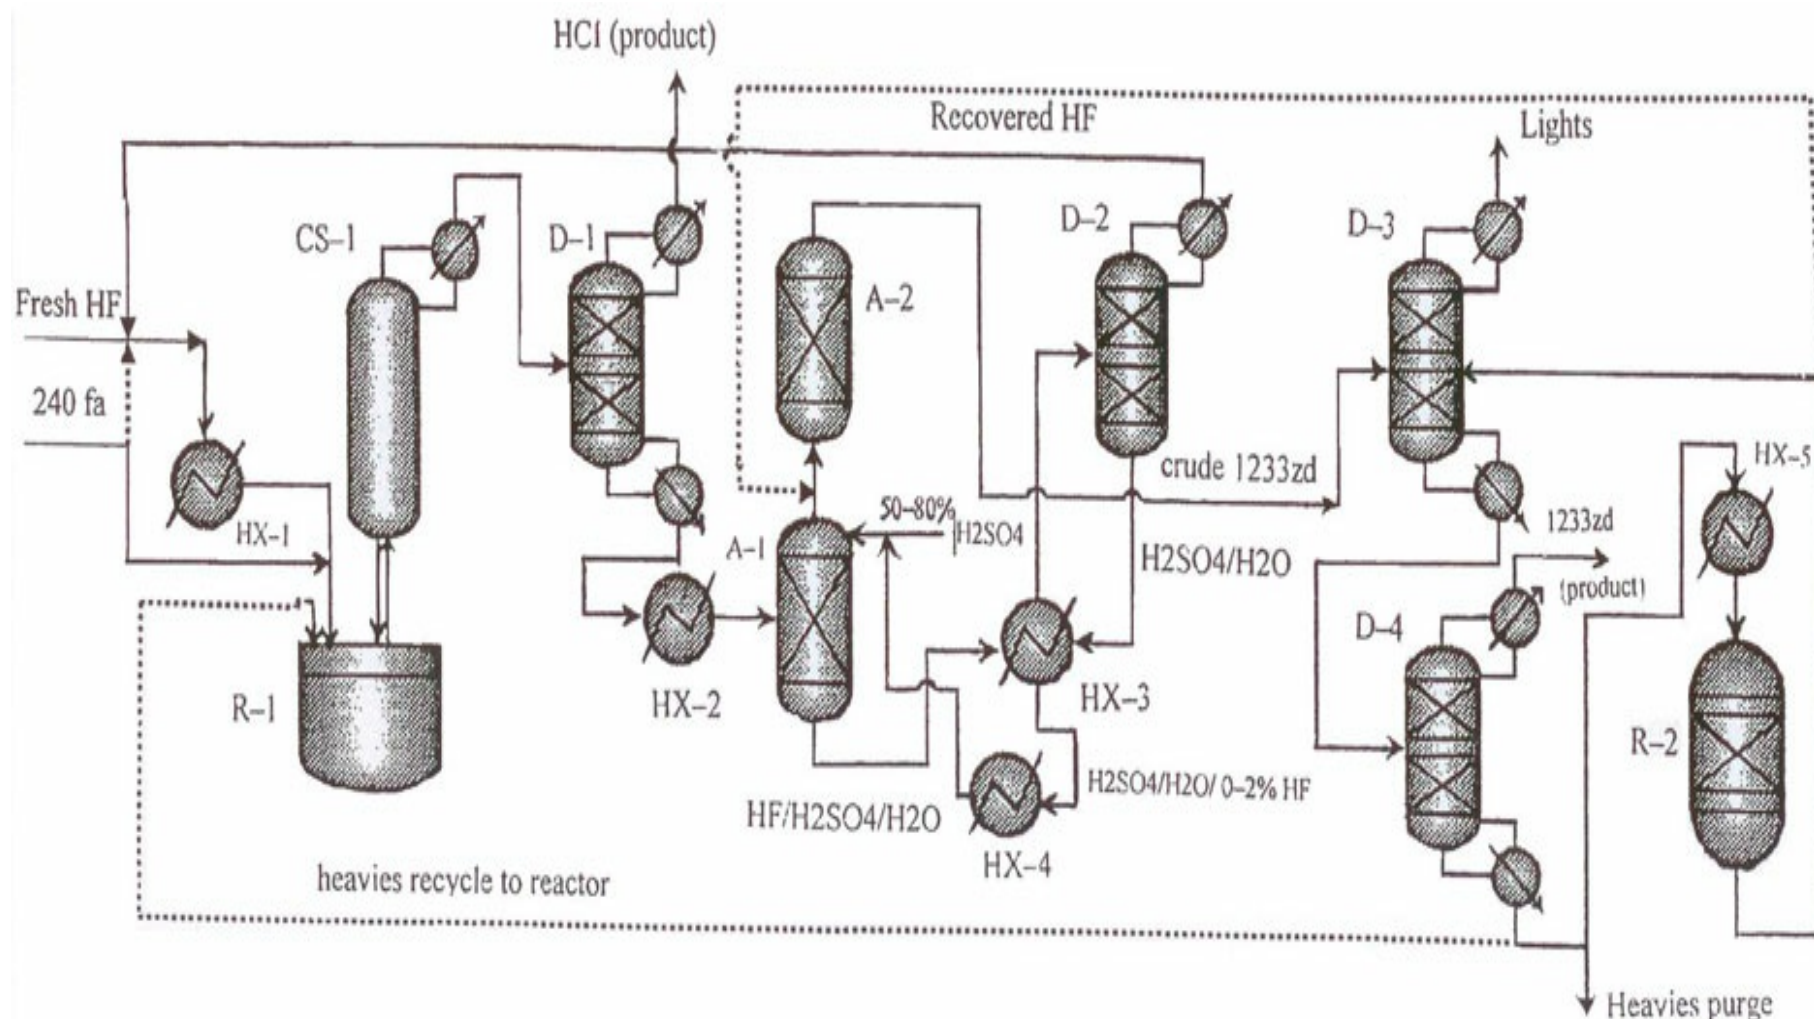 HCl (product)
Recovered HF
Lights
CS-1
D-1
D-2
D-3
A-2
Fresh HF
240 fa
HX-1
crude 1233zd
HX-5
50-80%
H2SO4
A-1
H2SO4/H2O
1233zd
(product)
D-4
R-1
HX-2
HX-3
R-2
H2SO4/H2O/ 0-2% HF
HF/H2SO4/H2O
HX-4
heavies recycle to reactor
Heavies purge